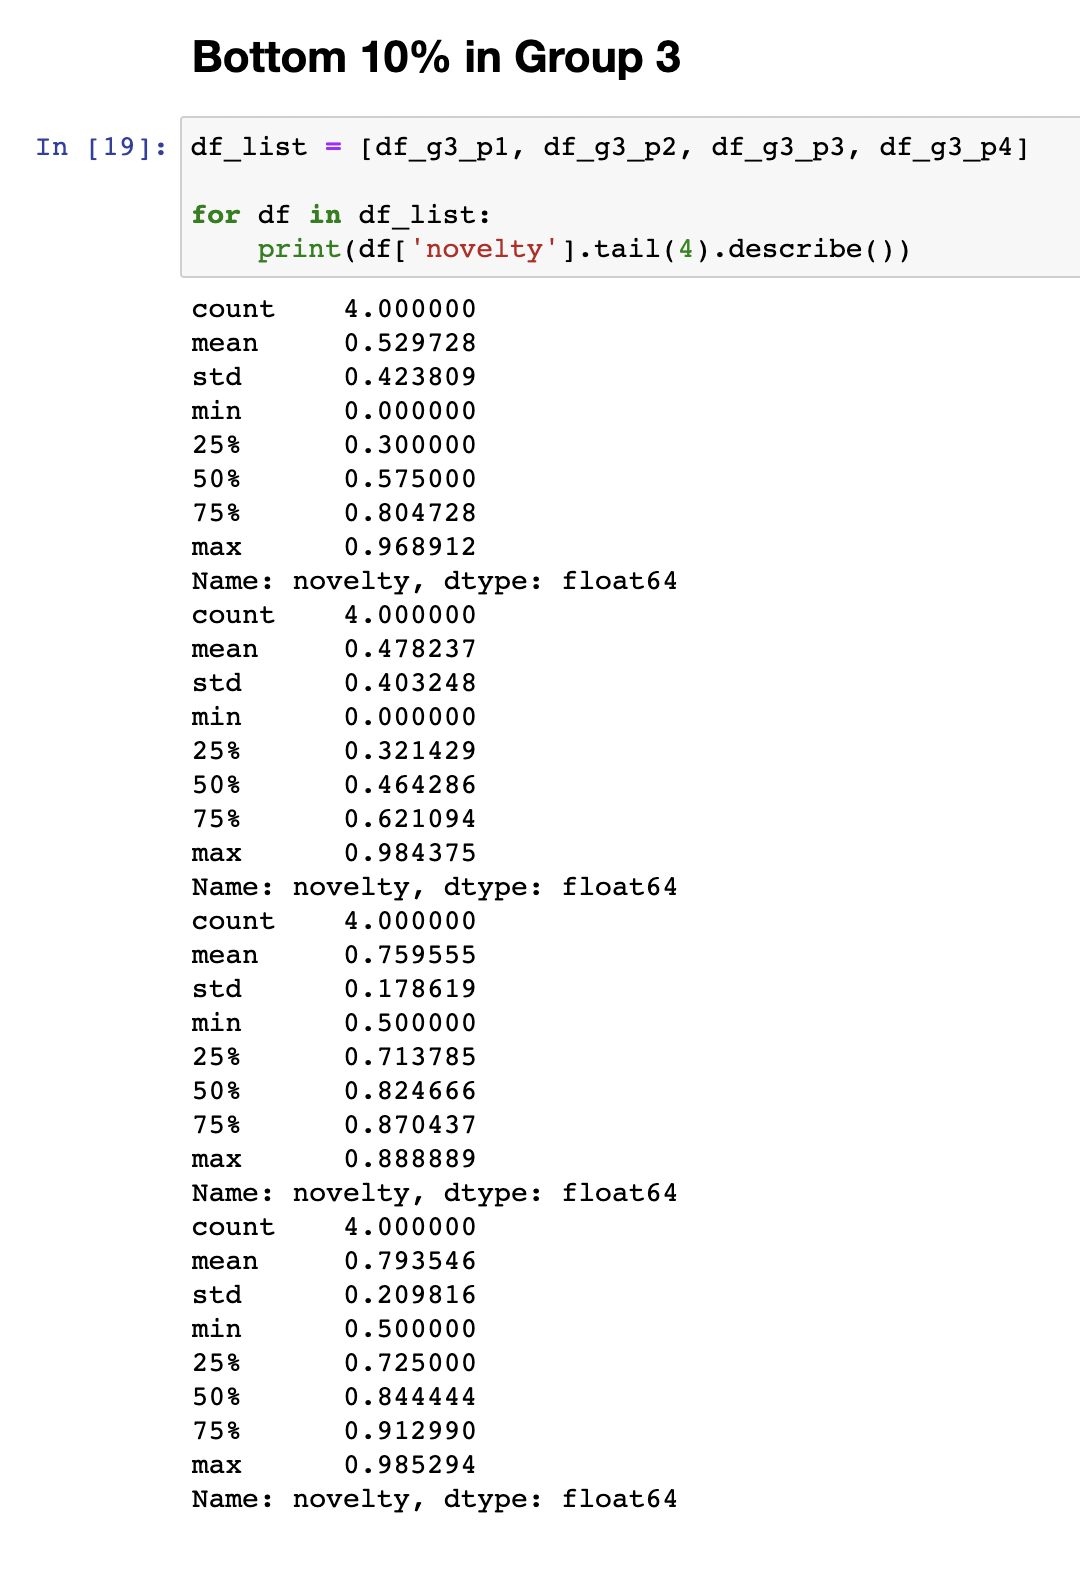 Bottom 10% in Group 3
In [19]: df_list = [df_g3_p1, df_g3_p2, df_g3_p3, df_g3_p4]
for df in df_list:
    print(df['novelty'].tail(4).describe())
count    4.000000
mean     0.529728
std      0.423809
min      0.000000
25%      0.300000
50%      0.575000
75%      0.804728
max      0.968912
Name: novelty, dtype: float64
count    4.000000
mean     0.478237
std      0.403248
min      0.000000
25%      0.321429
50%      0.464286
75%      0.621094
max      0.984375
Name: novelty, dtype: float64
count    4.000000
mean     0.759555
std      0.178619
min      0.500000
25%      0.713785
50%      0.824666
75%      0.870437
max      0.888889
Name: novelty, dtype: float64
count    4.000000
mean     0.793546
std      0.209816
min      0.500000
25%      0.725000
50%      0.844444
75%      0.912990
max      0.985294
Name: novelty, dtype: float64